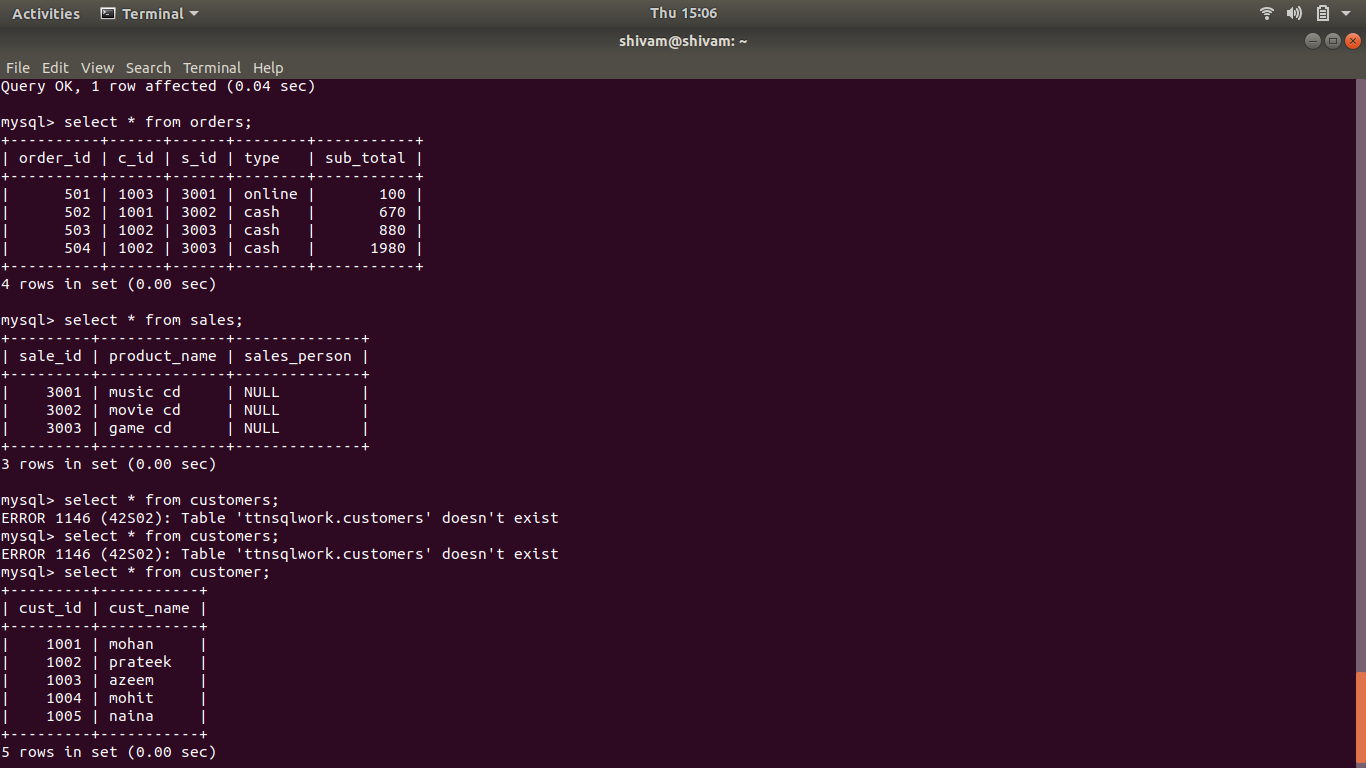 Activities Terminal Thu 15:06
shivam@shivam: ~
File Edit View Search Terminal Help
Query OK, 1 row affected (0.04 sec)
mysql> select * from orders;
+----------+------+------+--------+-----------+
| order_id | c_id | s_id | type   | sub_total |
+----------+------+------+--------+-----------+
|      501 | 1003 | 3001 | online |       100 |
|      502 | 1001 | 3002 | cash   |       670 |
|      503 | 1002 | 3003 | cash   |       880 |
|      504 | 1002 | 3003 | cash   |      1980 |
+----------+------+------+--------+-----------+
4 rows in set (0.00 sec)
mysql> select * from sales;
+---------+--------------+--------------+
| sale_id | product_name | sales_person |
+---------+--------------+--------------+
|    3001 | music cd     | NULL         |
|    3002 | movie cd     | NULL         |
|    3003 | game cd      | NULL         |
+---------+--------------+--------------+
3 rows in set (0.00 sec)
mysql> select * from customers;
ERROR 1146 (42S02): Table 'ttnsqlwork.customers' doesn't exist
mysql> select * from customers;
ERROR 1146 (42S02): Table 'ttnsqlwork.customers' doesn't exist
mysql> select * from customer;
+---------+-----------+
| cust_id | cust_name |
+---------+-----------+
|    1001 | mohan     |
|    1002 | prateek   |
|    1003 | azeem     |
|    1004 | mohit     |
|    1005 | naina     |
+---------+-----------+
5 rows in set (0.00 sec)